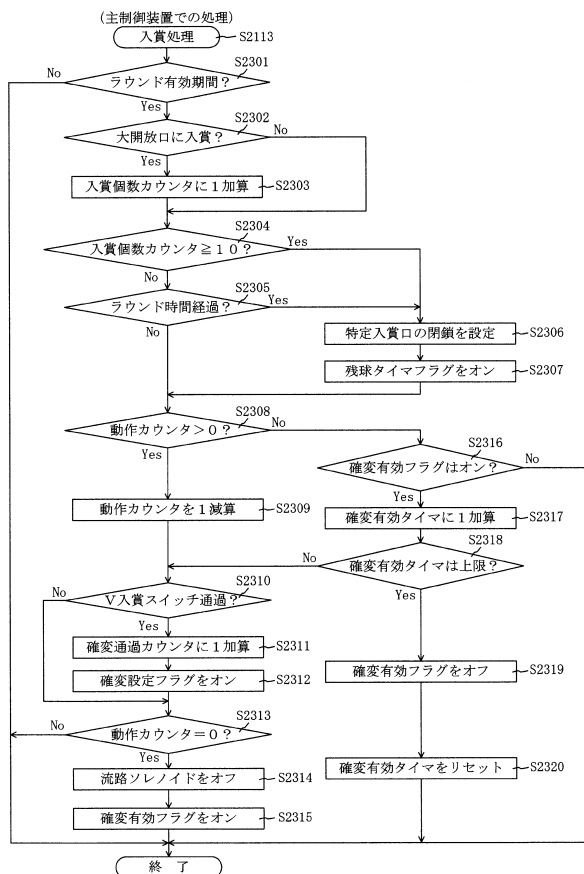 (主制御装置での処理)
入賞処理
S2113
S2301
No
ラウンド有効期間？
Yes
S2302
大開放口に入賞？
No
Yes
入賞個数カウンタに１加算
S2303
S2304
入賞個数カウンタ≧１０？
Yes
No
S2305
ラウンド時間経過？
Yes
No
特定入賞口の閉鎖を設定
S2306
残球タイマフラグをオン
S2307
S2308
動作カウンタ＞０？
No
Yes
S2316
確変有効フラグはオン？
No
Yes
動作カウンタを１減算
S2309
確変有効タイマに１加算
S2317
S2318
No
確変有効タイマは上限？
Yes
S2310
No
Ｖ入賞スイッチ通過？
Yes
確変通過カウンタに１加算
S2311
確変設定フラグをオン
S2312
確変有効フラグをオフ
S2319
S2313
No
動作カウンタ＝０？
Yes
流路ソレノイドをオフ
S2314
確変有効タイマをリセット
S2320
確変有効フラグをオン
S2315
終 了